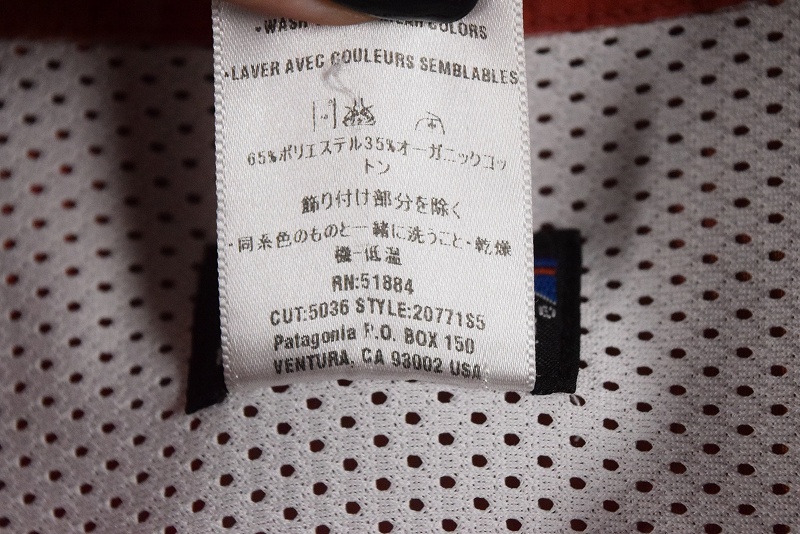 ·WASH COLORS
·LAVER AVEC COULEURS SEMBLABLES
65%ポリエステル35%オーガニックコッ
トン
飾り付け部分を除く
·同系色のものと一緒に洗うこと·乾燥
機-低温
RN:51884
CUT:5036 STYLE:20771S5
Patagonia P.O. BOX 150
VENTURA, CA 93002 USA